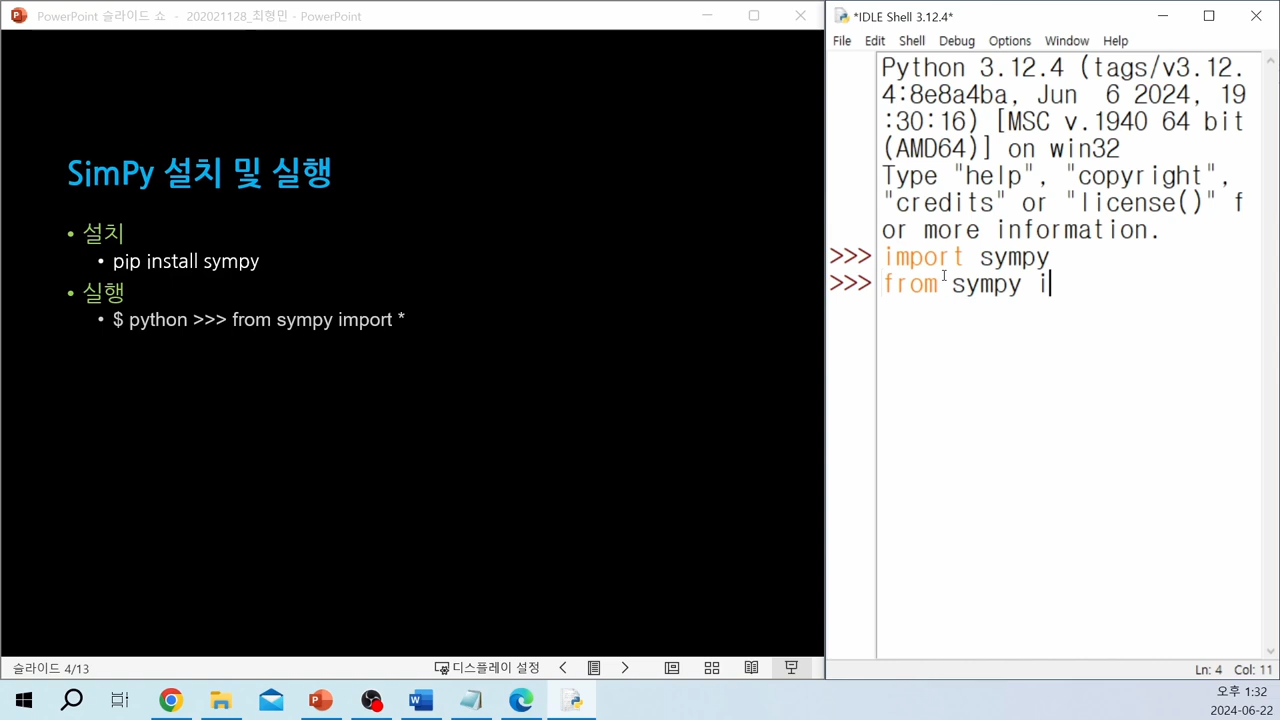 PowerPoint 슬라이드 쇼 - 202021128_최형민 - PowerPoint
SimPy 설치 및 실행
• 설치
• pip install sympy
• 실행
• $ python >>> from sympy import *
슬라이드 4/13
디스플레이 설정
*IDLE Shell 3.12.4*
File Edit Shell Debug Options Window Help
Python 3.12.4 (tags/v3.12.
4:8e8a4ba, Jun  6 2024, 19
:30:16) [MSC v.1940 64 bit
(AMD64)] on win32
Type "help", "copyright",
"credits" or "license()" f
or more information.
>>> import sympy
>>> from sympy i
Ln: 4 Col: 11
오후 1:32
2024-06-22